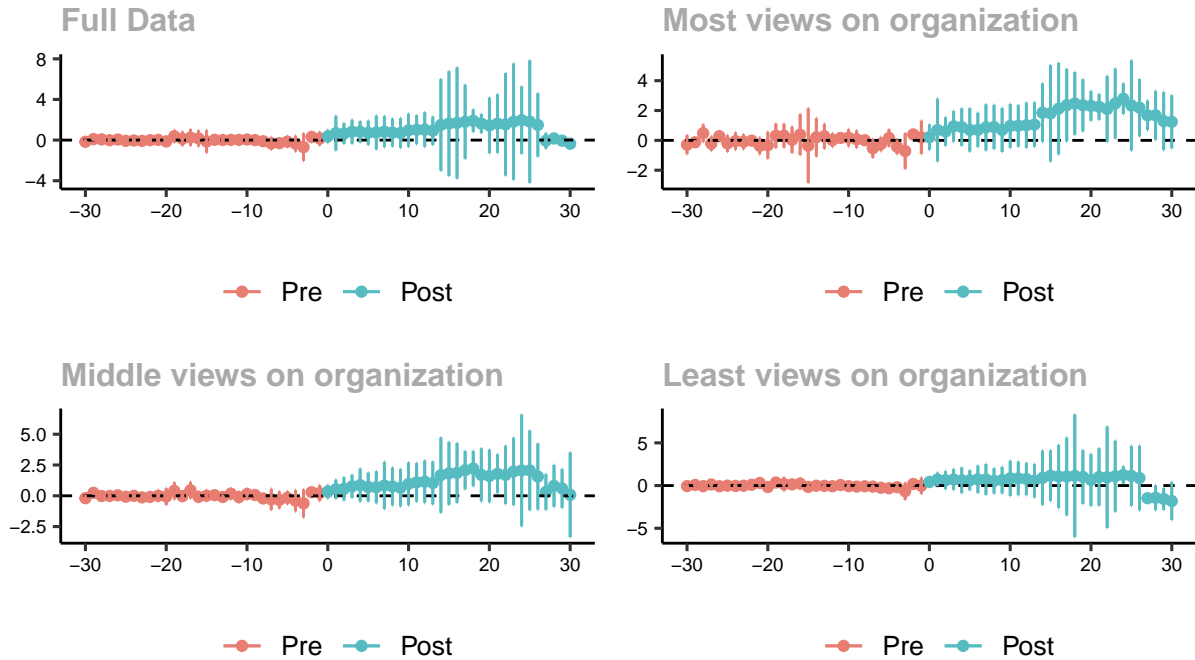 Full Data
8
4
0
−4
−30 −20 −10 0 10 20 30
Pre Post
Most views on organization
4
2
0
−2
−30 −20 −10 0 10 20 30
Pre Post
Middle views on organization
5.0
2.5
0.0
−2.5
−30 −20 −10 0 10 20 30
Pre Post
Least views on organization
5
0
−5
−30 −20 −10 0 10 20 30
Pre Post